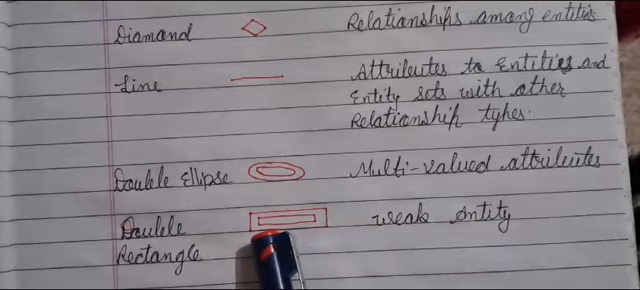 Diamond Relationships among entities
Line Attributes to Entities and
Entity sets with other
Relationship types.
Double Ellipse Multi-valued attributes
Double weak entity
Rectangle